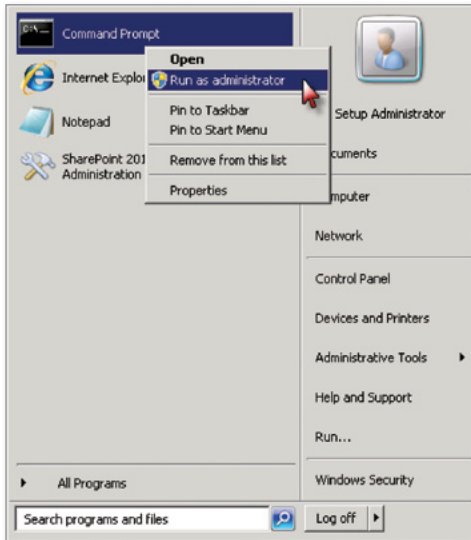 Command Prompt
Internet Explo
Notepad
SharePoint 201
Administration
Open
Run as administrator
Pin to Taskbar
Pin to Start Menu
Remove from this list
Properties
All Programs
Search programs and files
Setup Administrator
cuments
mputer
Network
Control Panel
Devices and Printers
Administrative Tools
Help and Support
Run...
Windows Security
Log off